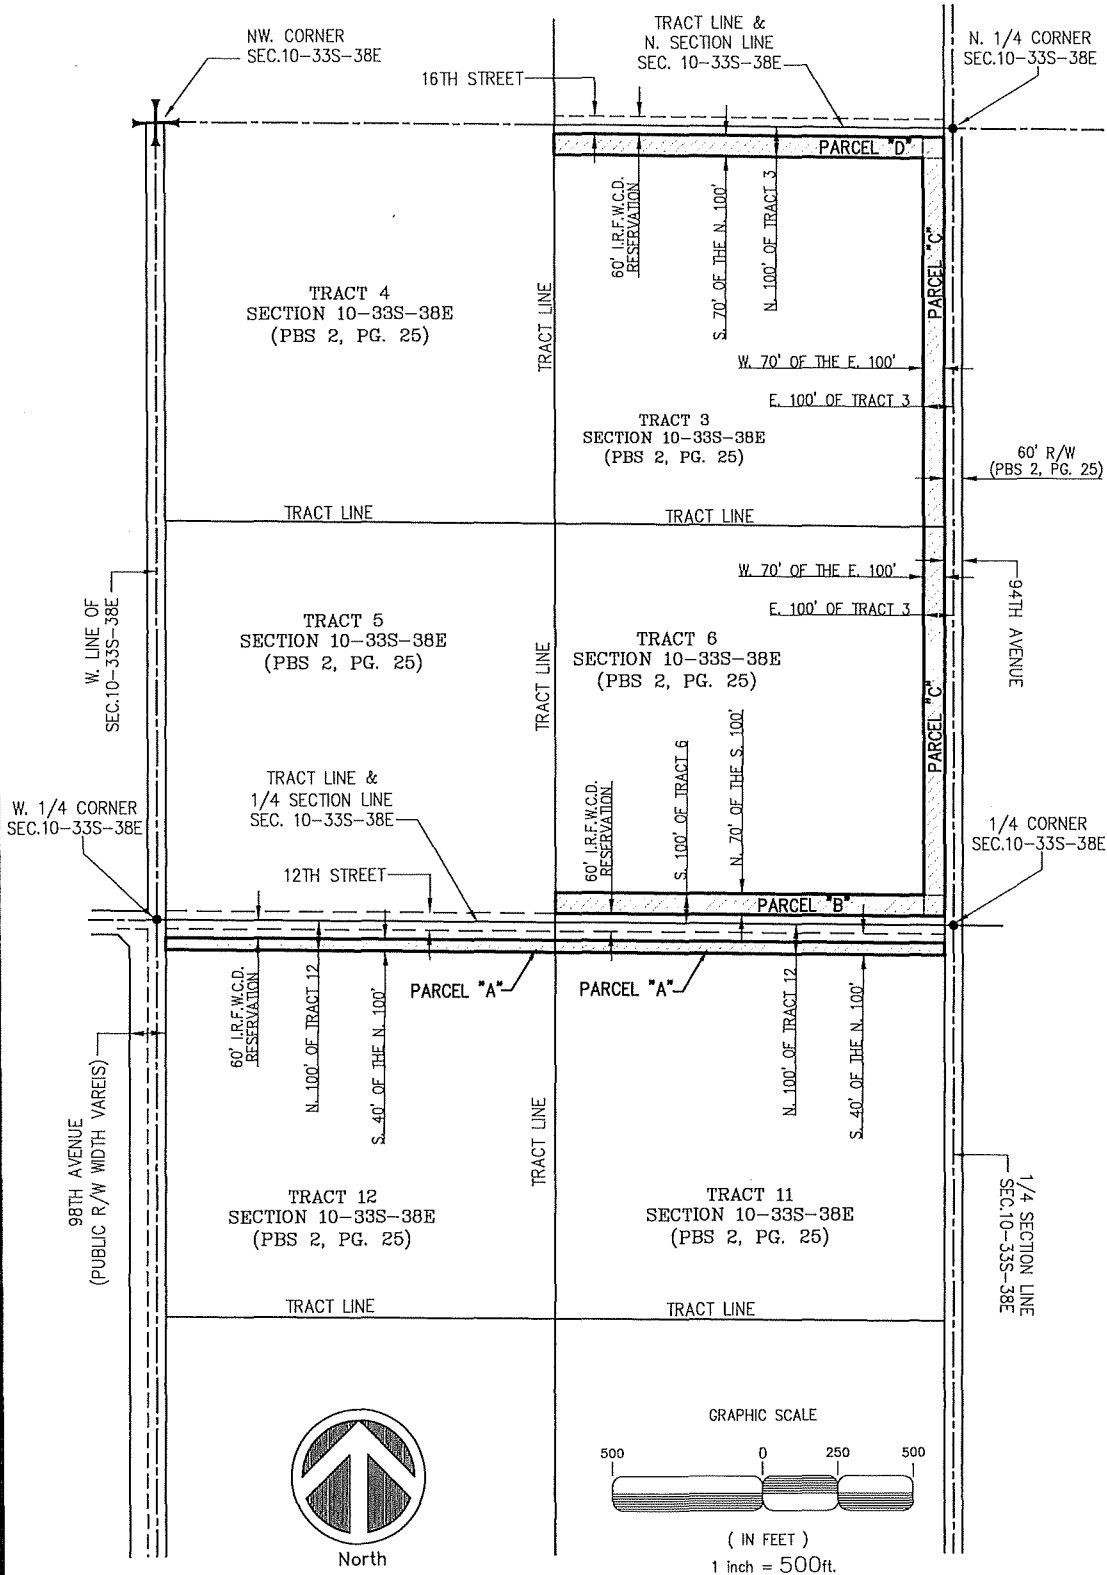 NW. CORNER
SEC.10-33S-38E
TRACT LINE &
N. SECTION LINE
SEC. 10-33S-38E
N. 1/4 CORNER
SEC.10-33S-38E
16TH STREET
PARCEL "D"
60' I.R.F.W.C.D.
RESERVATION
S. 70' OF THE N. 100'
N. 100' OF TRACT 3
PARCEL "C"
TRACT 4
SECTION 10-33S-38E
(PBS 2, PG. 25)
TRACT LINE
W. 70' OF THE E. 100'
E. 100' OF TRACT 3
TRACT 3
SECTION 10-33S-38E
(PBS 2, PG. 25)
60' R/W
(PBS 2, PG. 25)
TRACT LINE
TRACT LINE
W. 70' OF THE E. 100'
E. 100' OF TRACT 3
94TH AVENUE
W. LINE OF
SEC.10-33S-38E
TRACT 5
SECTION 10-33S-38E
(PBS 2, PG. 25)
TRACT LINE
TRACT 6
SECTION 10-33S-38E
(PBS 2, PG. 25)
PARCEL "C"
TRACT LINE &
1/4 SECTION LINE
SEC. 10-33S-38E
60' I.R.F.W.C.D.
RESERVATION
S. 100' OF TRACT 6
N. 70' OF THE S. 100'
W. 1/4 CORNER
SEC.10-33S-38E
1/4 CORNER
SEC.10-33S-38E
12TH STREET
PARCEL "B"
PARCEL "A"
PARCEL "A"
60' I.R.F.W.C.D.
RESERVATION
N. 100' OF TRACT 12
S. 40' OF THE N. 100'
N. 100' OF TRACT 12
S. 40' OF THE N. 100'
98TH AVENUE
(PUBLIC R/W WIDTH VAREIS)
TRACT LINE
TRACT 12
SECTION 10-33S-38E
(PBS 2, PG. 25)
TRACT 11
SECTION 10-33S-38E
(PBS 2, PG. 25)
1/4 SECTION LINE
SEC.10-33S-38E
TRACT LINE
TRACT LINE
North
GRAPHIC SCALE
500 0 250 500
( IN FEET )
1 inch = 500ft.